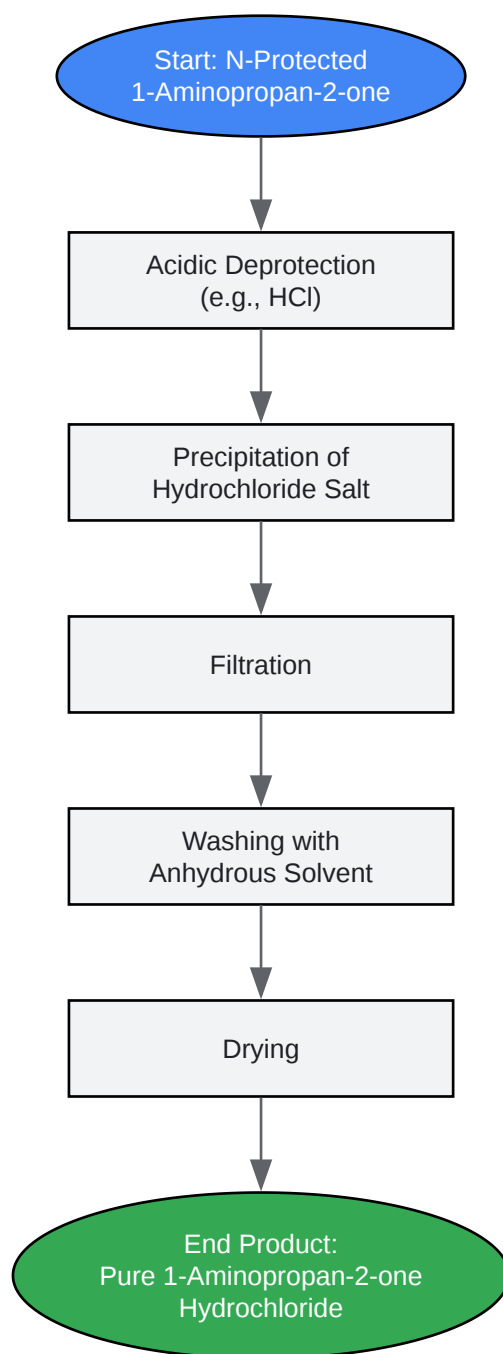 Start: N-Protected
1-Aminopropan-2-one
Acidic Deprotection
(e.g., HCl)
Precipitation of
Hydrochloride Salt
Filtration
Washing with
Anhydrous Solvent
Drying
End Product:
Pure 1-Aminopropan-2-one
Hydrochloride